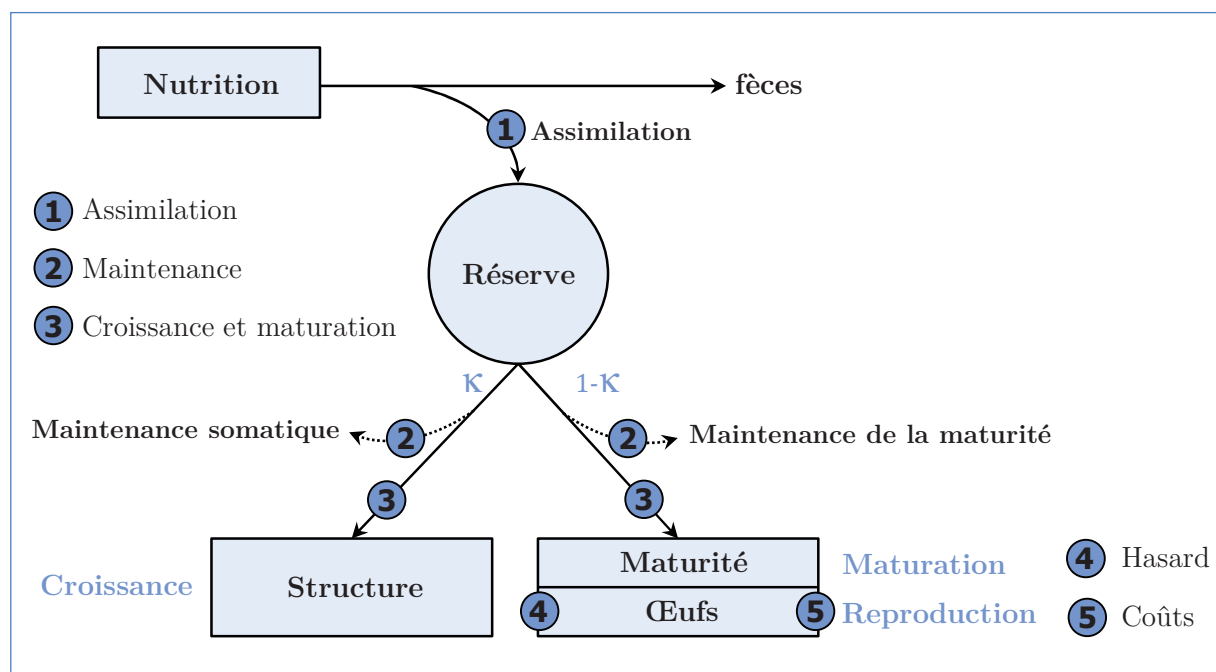 Nutrition
fèces
1 Assimilation
1 Assimilation
2 Maintenance
Réserve
3 Croissance et maturation
κ
1-κ
Maintenance somatique
2
2
Maintenance de la maturité
3
3
Croissance
Structure
Maturité
Maturation
4 Hasard
4
Œufs
5
Reproduction
5 Coûts